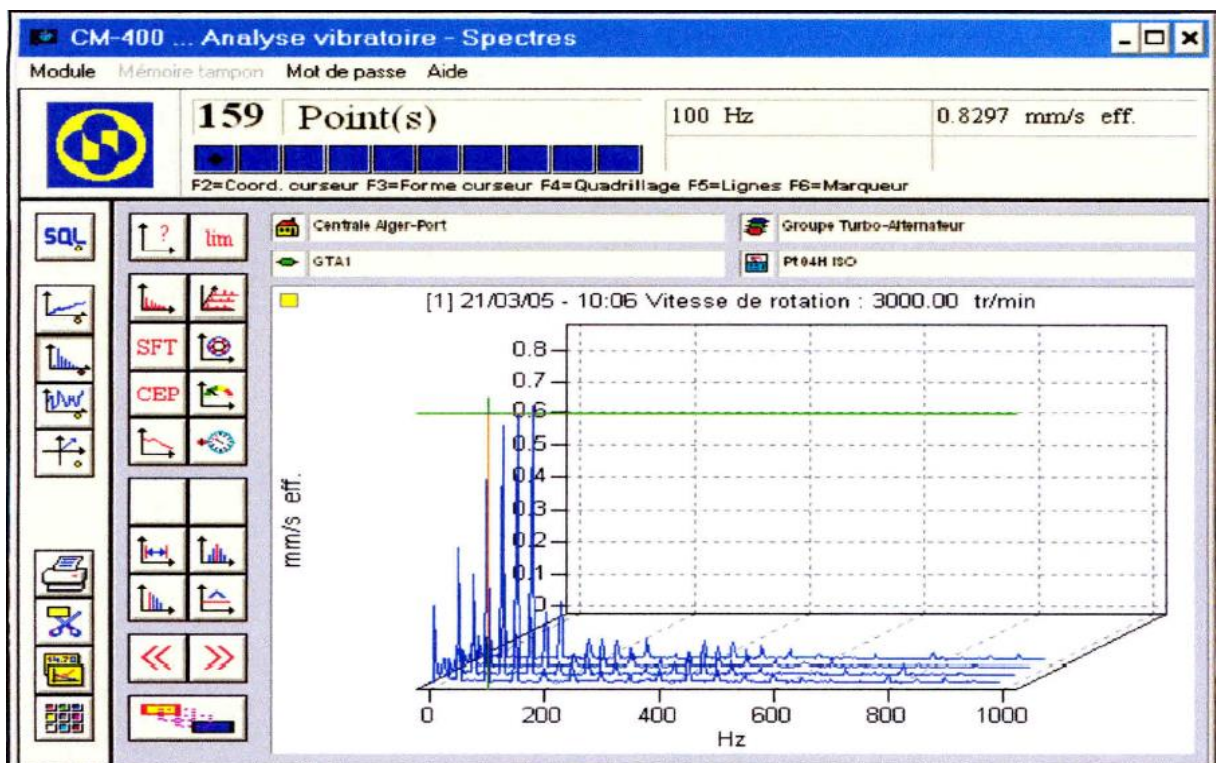 CM-400 ... Analyse vibratoire - Spectres
Module Mémoire tampon Mot de passe Aide
159 Point(s) 100 Hz 0.8297 mm/s eff.
F2=Coord. curseur F3=Forme curseur F4=Quadrillage F5=Lignes F6=Marqueur
SQL ? lim
Centrale Alger-Port Groupe Turbo-Alternateur
GTA1 Pt 04H ISO
[1] 21/03/05 - 10:06 Vitesse de rotation : 3000.00 tr/min
SFT
CEP
0.8
0.7
0.6
0.5
0.4
0.3
0.2
0.1
0
mm/s eff.
0 200 400 600 800 1000
Hz